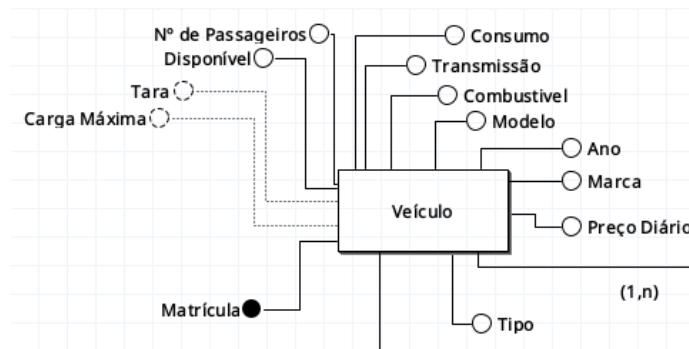 Nº de Passageiros
Consumo
Disponível
Transmissão
Tara
Combustivel
Carga Máxima
Modelo
Ano
Marca
Veículo
Preço Diário
(1,n)
Matrícula
Tipo